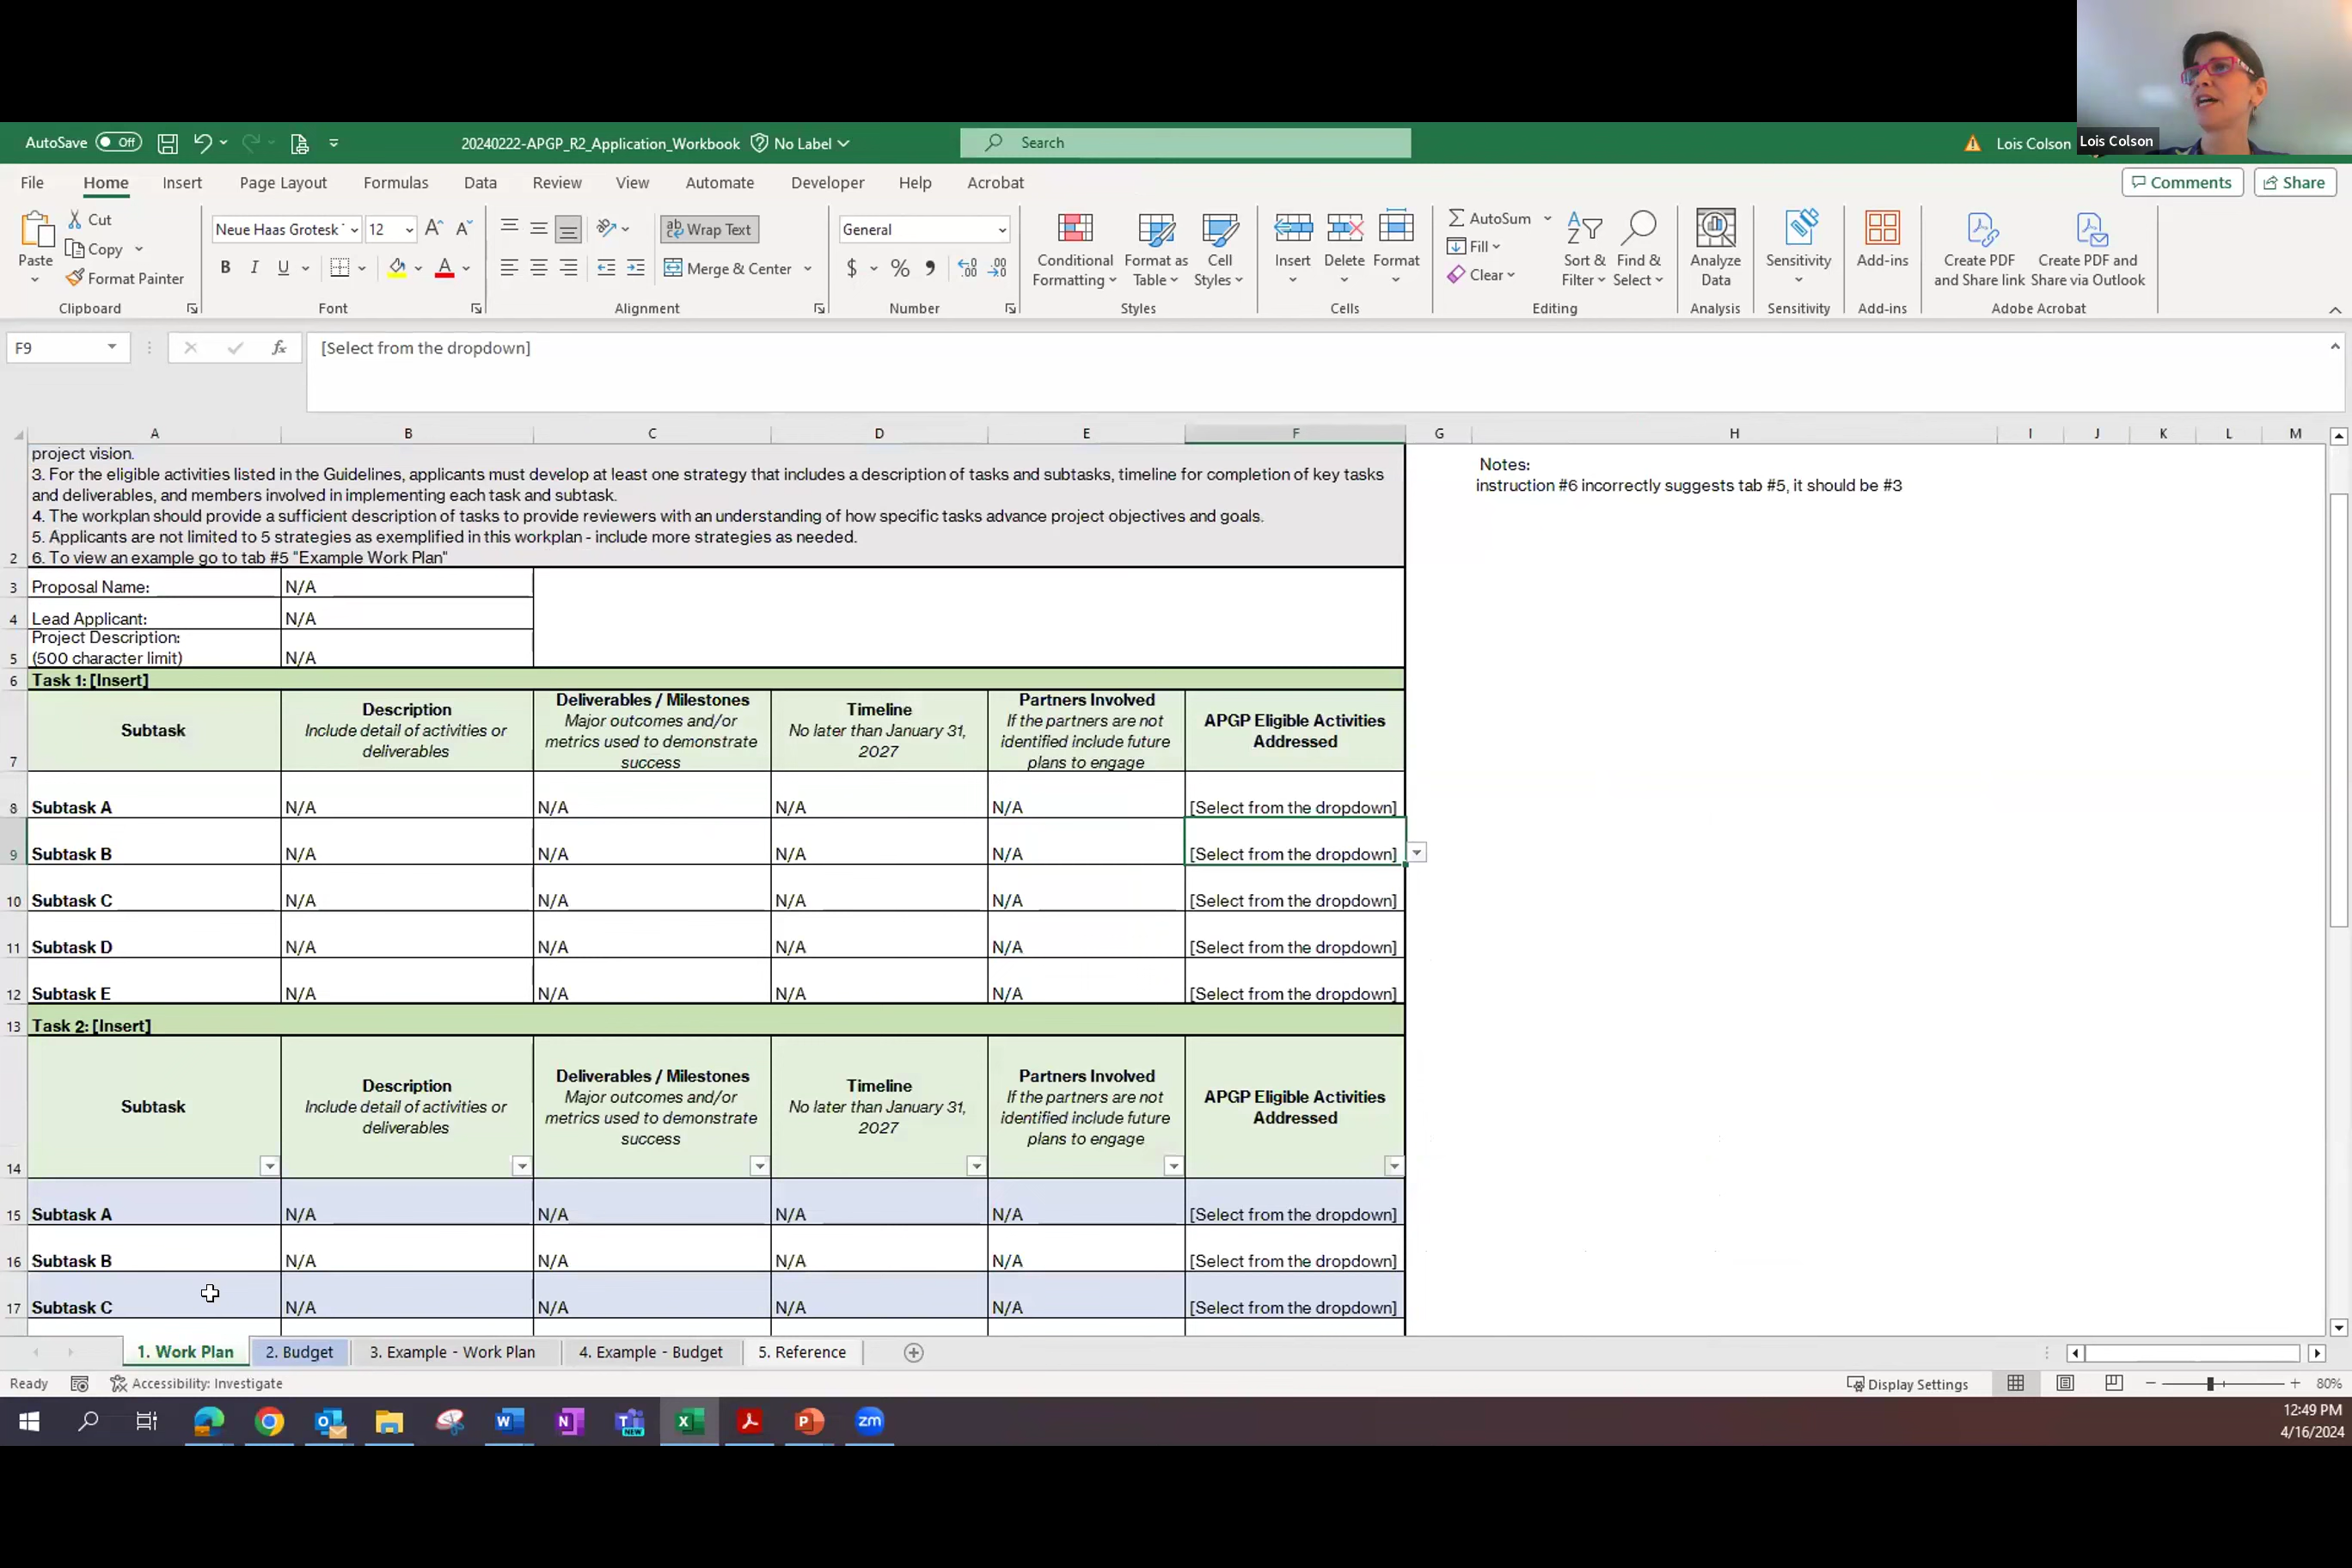 Lois Colson
AutoSave Off
20240222-APGP_R2_Application_Workbook No Label
Search
Lois Colson
File Home Insert Page Layout Formulas Data Review View Automate Developer Help Acrobat
Comments Share
Paste
Cut
Copy
Format Painter
Clipboard
Neue Haas Grotesk T 12
B I U
Font
Wrap Text
Merge & Center
Alignment
General
$ % ,
Number
Conditional Formatting
Format as Table
Cell Styles
Styles
Insert Delete Format
Cells
AutoSum
Fill
Clear
Sort & Filter
Find & Select
Editing
Analyze Data
Analysis
Sensitivity
Sensitivity
Add-ins
Add-ins
Create PDF and Share link
Create PDF and Share via Outlook
Adobe Acrobat
F9 fx [Select from the dropdown]
A B C D E F G H I J K L M
project vision.
3. For the eligible activities listed in the Guidelines, applicants must develop at least one strategy that includes a description of tasks and subtasks, timeline for completion of key tasks
and deliverables, and members involved in implementing each task and subtask.
4. The workplan should provide a sufficient description of tasks to provide reviewers with an understanding of how specific tasks advance project objectives and goals.
5. Applicants are not limited to 5 strategies as exemplified in this workplan - include more strategies as needed.
2 6. To view an example go to tab #5 "Example Work Plan"
Notes:
instruction #6 incorrectly suggests tab #5, it should be #3
3 Proposal Name: N/A
4 Lead Applicant: N/A
Project Description:
5 (500 character limit) N/A
6 Task 1: [Insert]
7 Subtask
Description
Include detail of activities or
deliverables
Deliverables / Milestones
Major outcomes and/or
metrics used to demonstrate
success
Timeline
No later than January 31,
2027
Partners Involved
If the partners are not
identified include future
plans to engage
APGP Eligible Activities
Addressed
8 Subtask A N/A N/A N/A N/A [Select from the dropdown]
9 Subtask B N/A N/A N/A N/A [Select from the dropdown]
10 Subtask C N/A N/A N/A N/A [Select from the dropdown]
11 Subtask D N/A N/A N/A N/A [Select from the dropdown]
12 Subtask E N/A N/A N/A N/A [Select from the dropdown]
13 Task 2: [Insert]
14 Subtask
Description
Include detail of activities or
deliverables
Deliverables / Milestones
Major outcomes and/or
metrics used to demonstrate
success
Timeline
No later than January 31,
2027
Partners Involved
If the partners are not
identified include future
plans to engage
APGP Eligible Activities
Addressed
15 Subtask A N/A N/A N/A N/A [Select from the dropdown]
16 Subtask B N/A N/A N/A N/A [Select from the dropdown]
17 Subtask C N/A N/A N/A N/A [Select from the dropdown]
1. Work Plan 2. Budget 3. Example - Work Plan 4. Example - Budget 5. Reference
Ready Accessibility: Investigate Display Settings 80%
12:49 PM
4/16/2024